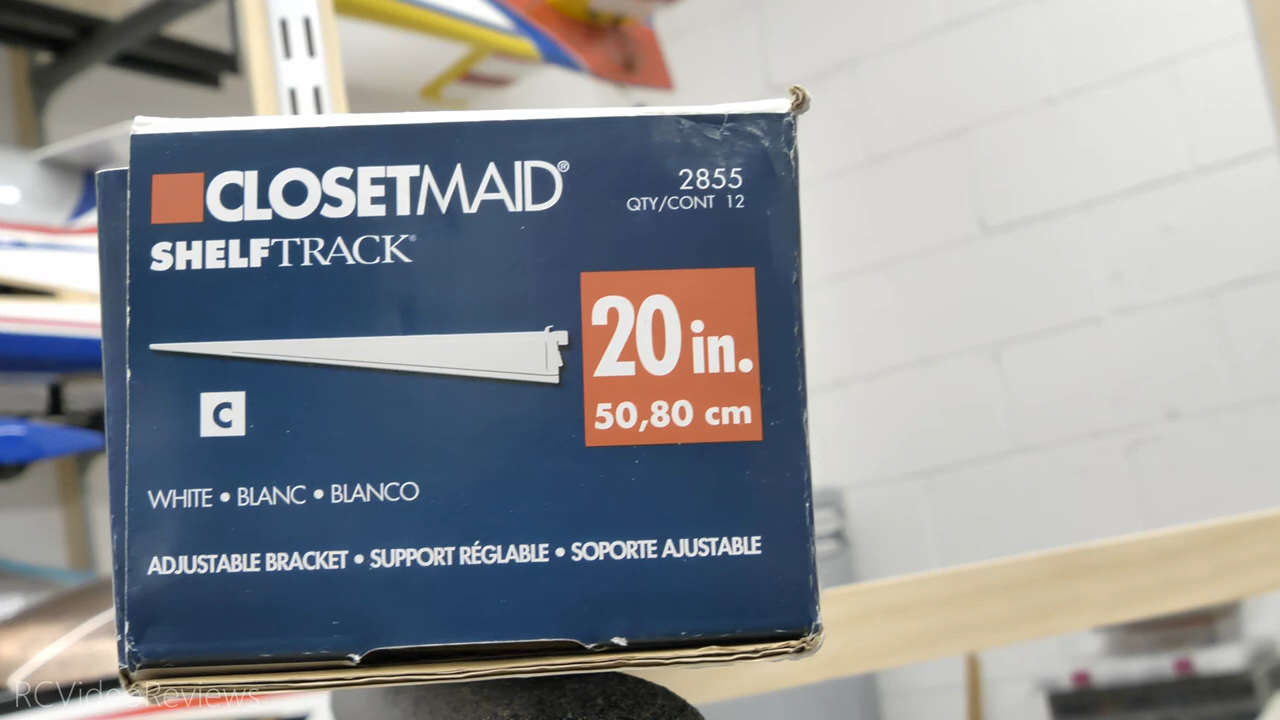 CLOSETMAID®
SHELFTRACK®
2855
QTY/CONT 12
20 in.
50,80 cm
C
WHITE • BLANC • BLANCO
ADJUSTABLE BRACKET • SUPPORT RÉGLABLE • SOPORTE AJUSTABLE
RCVideoReviews